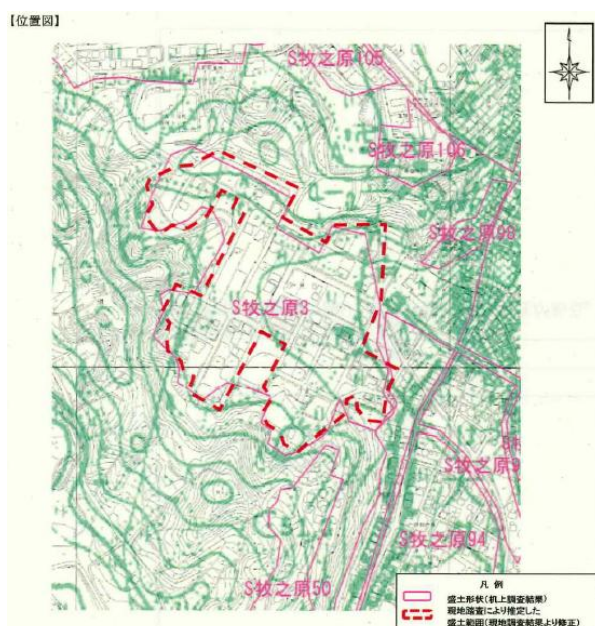 【位置図】
S牧之原105
S牧之原106
S牧之原98
S牧之原3
S牧之原9
S牧之原94
S牧之原50
凡例
盛土形状(机上調査結果)
現地踏査により推定した
盛土範囲(現地踏査結果より修正)